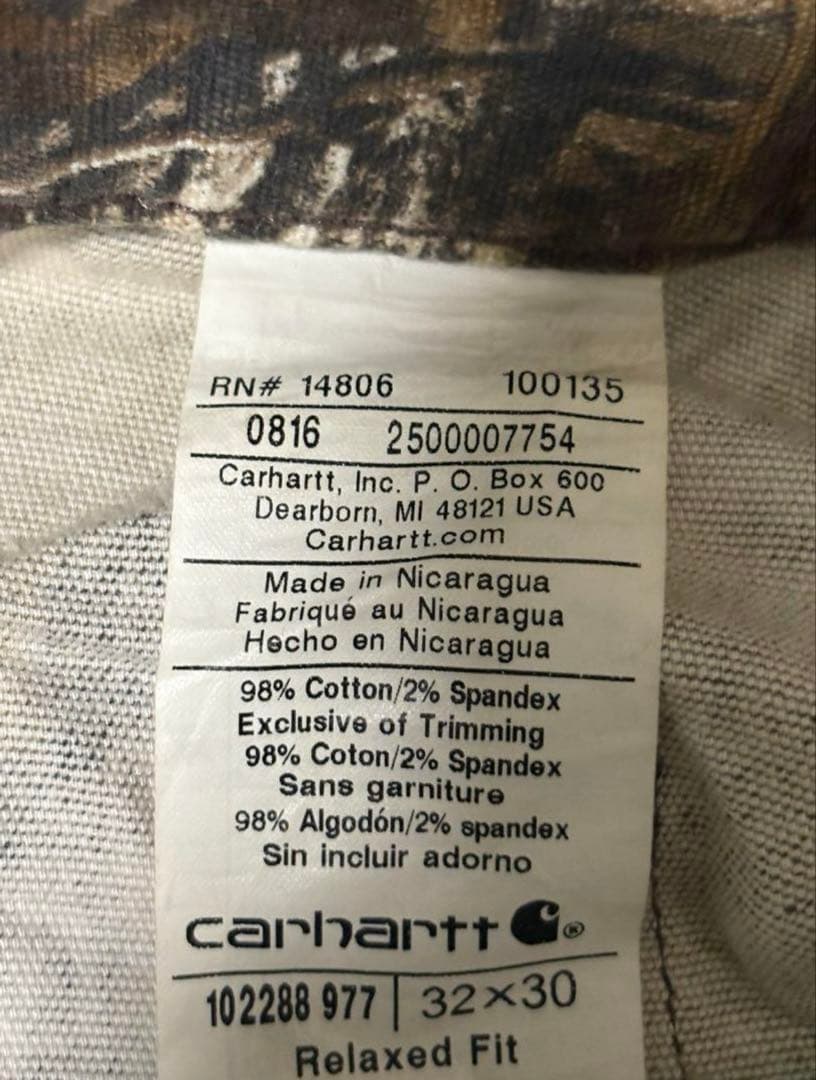 RN# 14806 100135
0816 2500007754
Carhartt, Inc. P. O. Box 600
Dearborn, MI 48121 USA
Carhartt.com
Made in Nicaragua
Fabriqué au Nicaragua
Hecho en Nicaragua
98% Cotton/2% Spandex
Exclusive of Trimming
98% Coton/2% Spandex
Sans garniture
98% Algodón/2% spandex
Sin incluir adorno
carhartt ®
102288 977 | 32×30
Relaxed Fit